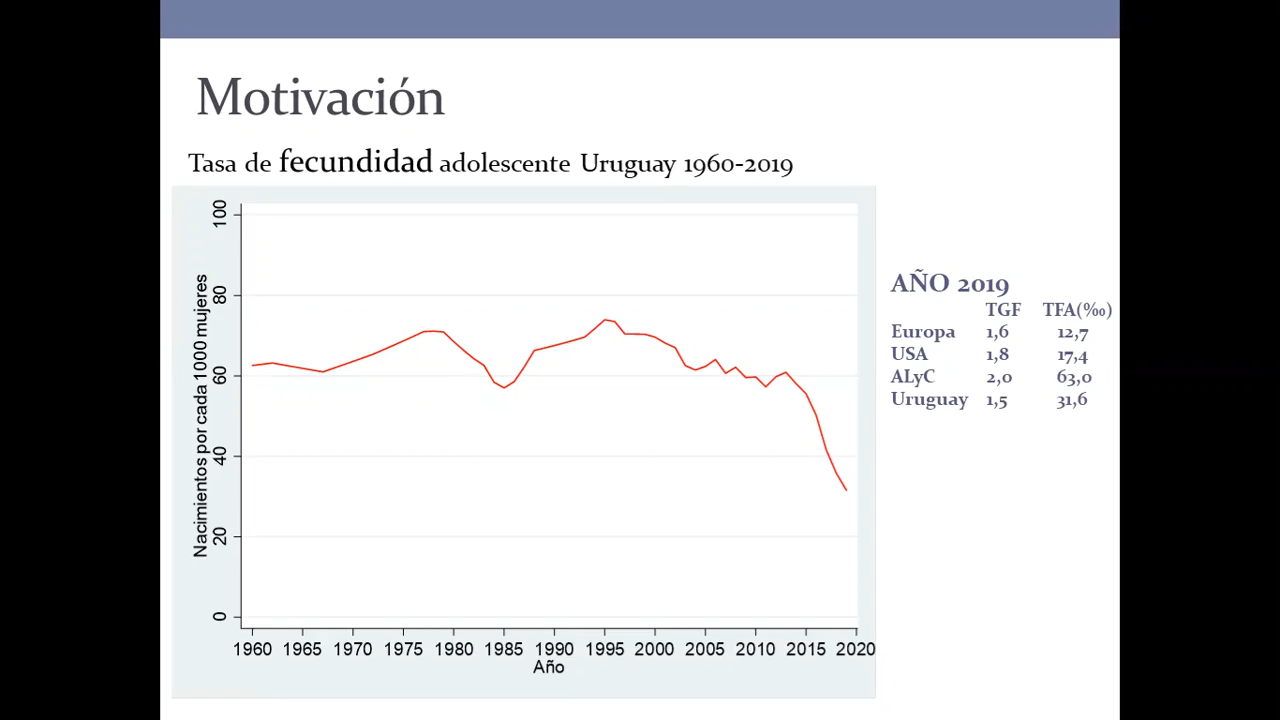 Motivación
Tasa de fecundidad adolescente Uruguay 1960-2019
Nacimientos por cada 1000 mujeres
100
80
60
40
20
0
1960 1965 1970 1975 1980 1985 1990 1995 2000 2005 2010 2015 2020
Año
AÑO 2019
TGF TFA(‰)
Europa 1,6 12,7
USA 1,8 17,4
ALyC 2,0 63,0
Uruguay 1,5 31,6